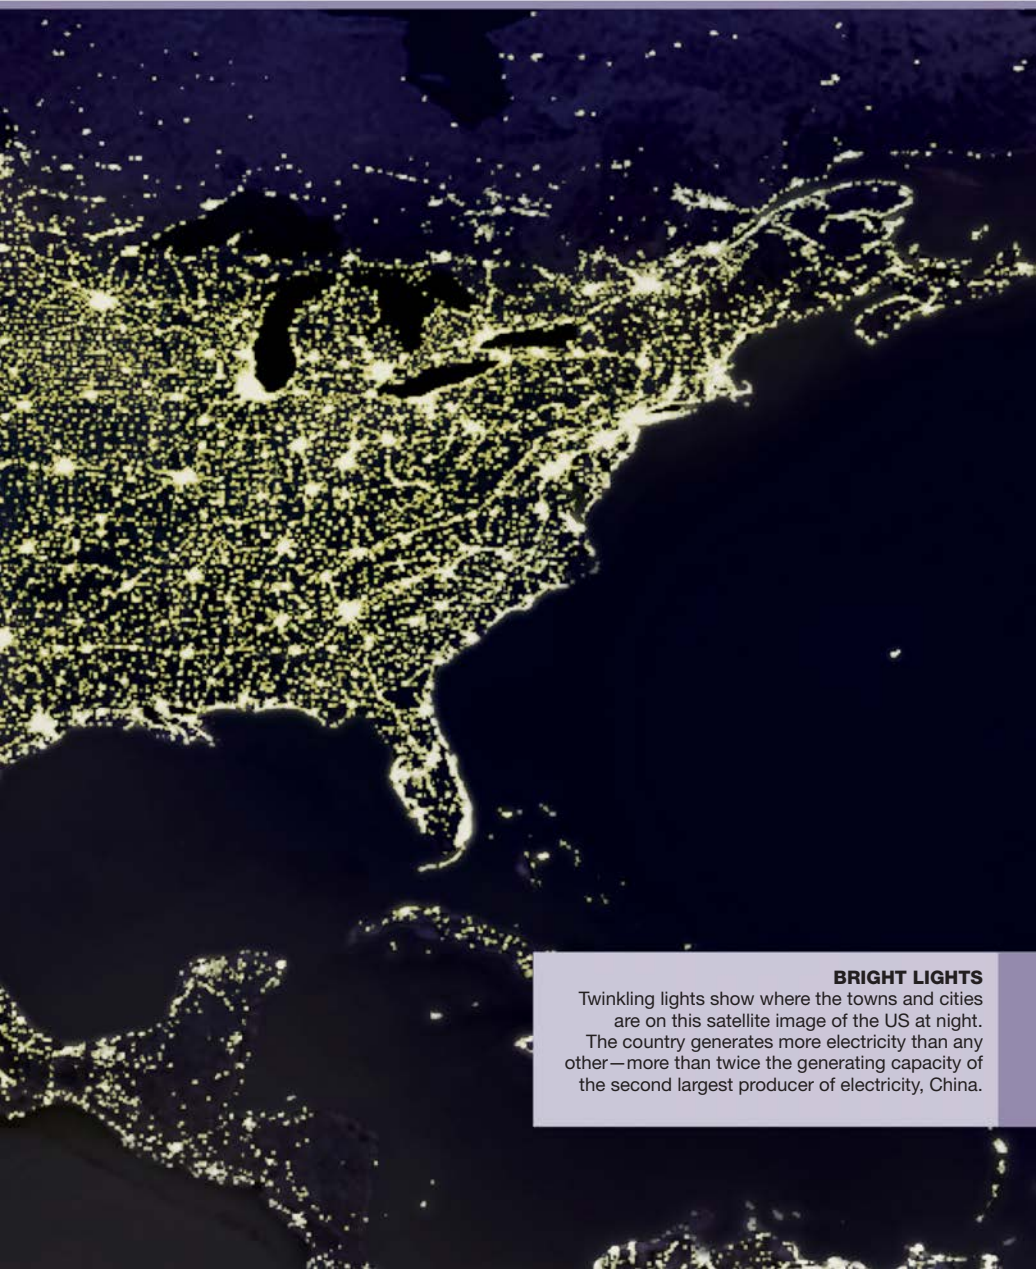 BRIGHT LIGHTS
Twinkling lights show where the towns and cities
are on this satellite image of the US at night.
The country generates more electricity than any
other—more than twice the generating capacity of
the second largest producer of electricity, China.